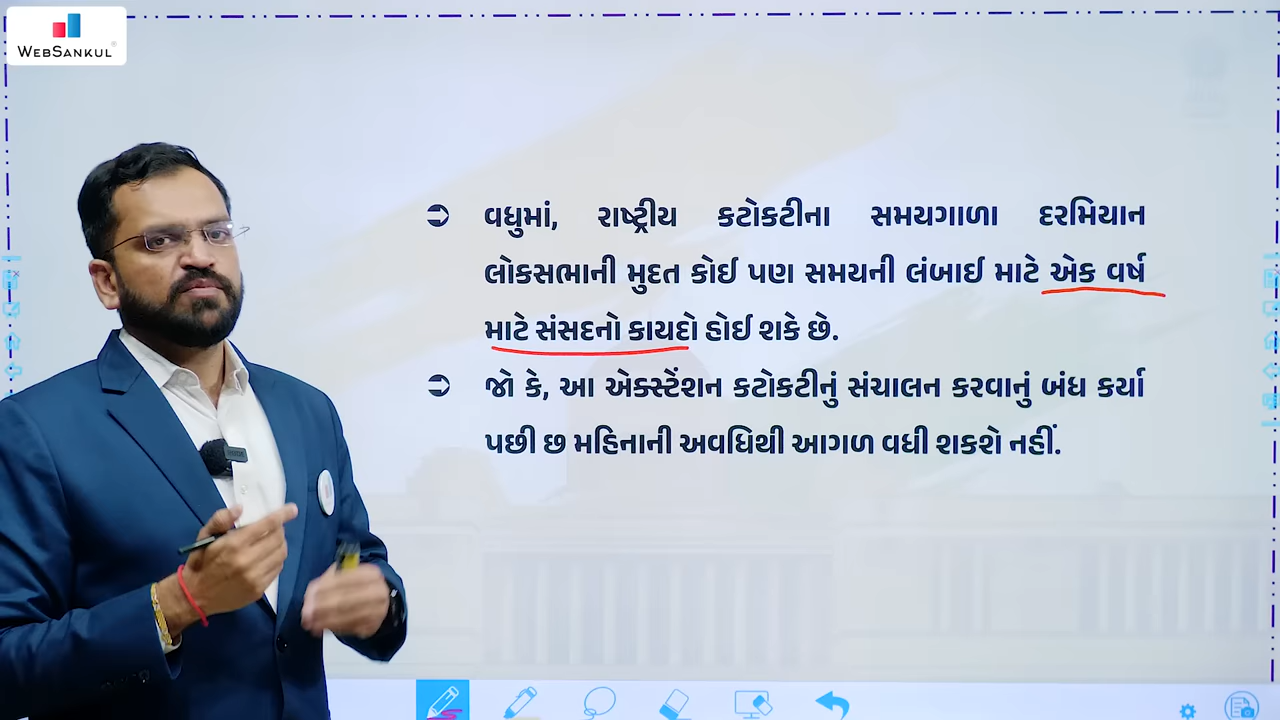 WEBSANKUL®
વધુમાં, રાષ્ટ્રીય કટોકટીના સમયગાળા દરમિયાન
લોકસભાની મુદત કોઈ પણ સમયની લંબાઈ માટે એક વર્ષ
માટે સંસદનો કાયદો હોઈ શકે છે.
જો કે, આ એક્સ્ટેંશન કટોકટીનું સંચાલન કરવાનું બંધ કર્યા
પછી છ મહિનાની અવધિથી આગળ વધી શકશે નહીં.